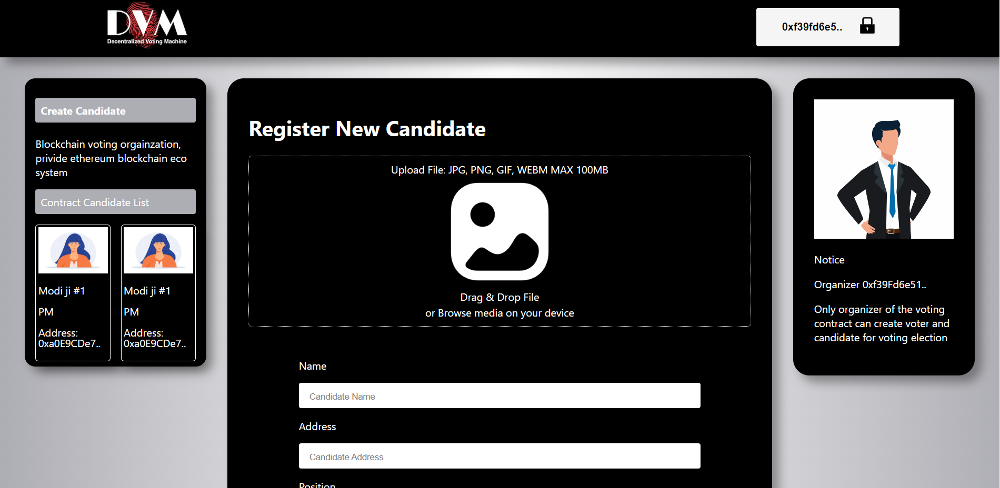 DVM
Decentralized Voting Machine
0xf39fd6e5..
Create Candidate
Blockchain voting orgainzation,
privide ethereum blockchain eco
system
Contract Candidate List
Modi ji #1
PM
Address:
0xa0E9CDe7..
Modi ji #1
PM
Address:
0xa0E9CDe7..
Register New Candidate
Upload File: JPG, PNG, GIF, WEBM MAX 100MB
Drag & Drop File
or Browse media on your device
Name
Candidate Name
Address
Candidate Address
Position
Notice
Organizer 0xf39Fd6e51..
Only organizer of the voting
contract can create voter and
candidate for voting election